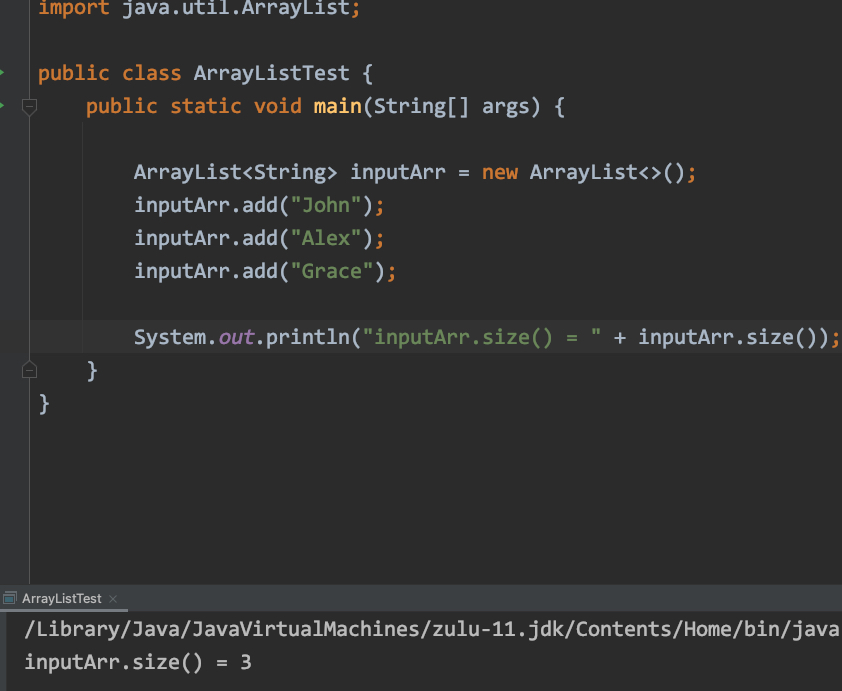 import java.util.ArrayList;
public class ArrayListTest {
public static void main(String[] args) {
ArrayList<String> inputArr = new ArrayList<>();
inputArr.add("John");
inputArr.add("Alex");
inputArr.add("Grace");
System.out.println("inputArr.size() = " + inputArr.size());
}
}
ArrayListTest
/Library/Java/JavaVirtualMachines/zulu-11.jdk/Contents/Home/bin/java
inputArr.size() = 3